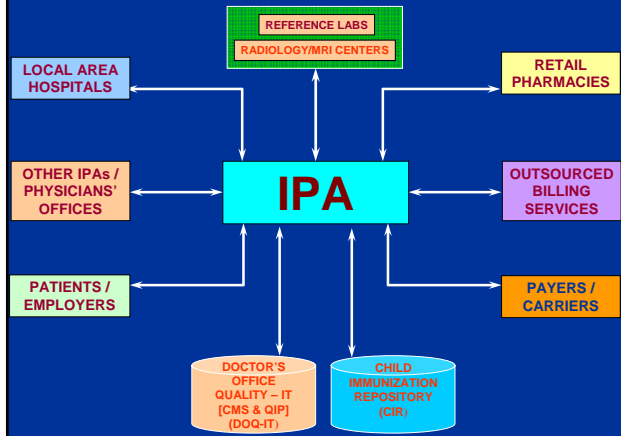 REFERENCE LABS
RADIOLOGY/MRI CENTERS
LOCAL AREA
HOSPITALS
RETAIL
PHARMACIES
OTHER IPAs /
PHYSICIANS'
OFFICES
IPA
OUTSOURCED
BILLING
SERVICES
PATIENTS /
EMPLOYERS
PAYERS /
CARRIERS
DOCTOR'S
OFFICE
QUALITY – IT
[CMS & QIP]
(DOQ-IT)
CHILD
IMMUNIZATION
REPOSITORY
(CIR)